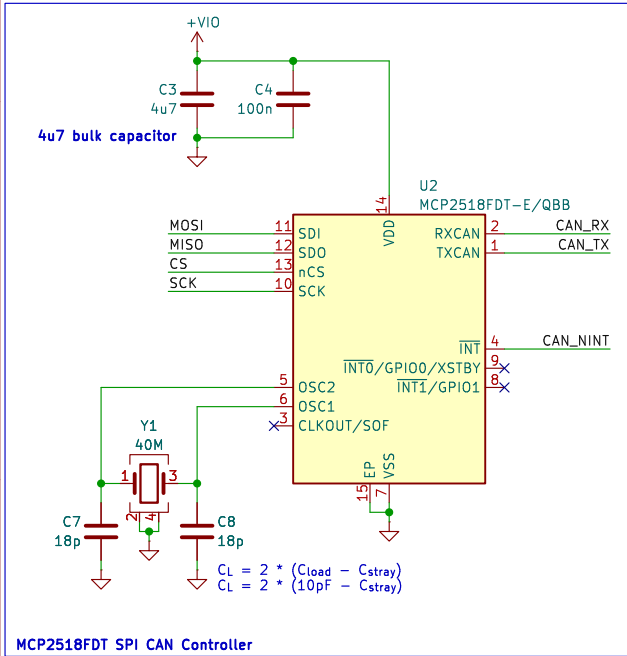 +VIO
C3
4u7
C4
100n
4u7 bulk capacitor
U2
MCP2518FDT-E/QBB
14
VDD
MOSI
11
SDI
MISO
12
SDO
CS
13
nCS
SCK
10
SCK
RXCAN
2
CAN_RX
TXCAN
1
CAN_TX
INT
4
CAN_NINT
INT0/GPIO0/XSTBY
9
INT1/GPIO1
8
5
OSC2
6
OSC1
3
CLKOUT/SOF
Y1
40M
1
3
2
4
C7
18p
C8
18p
EP
15
VSS
7
CL = 2 * (Cload - Cstray)
CL = 2 * (10pF - Cstray)
MCP2518FDT SPI CAN Controller